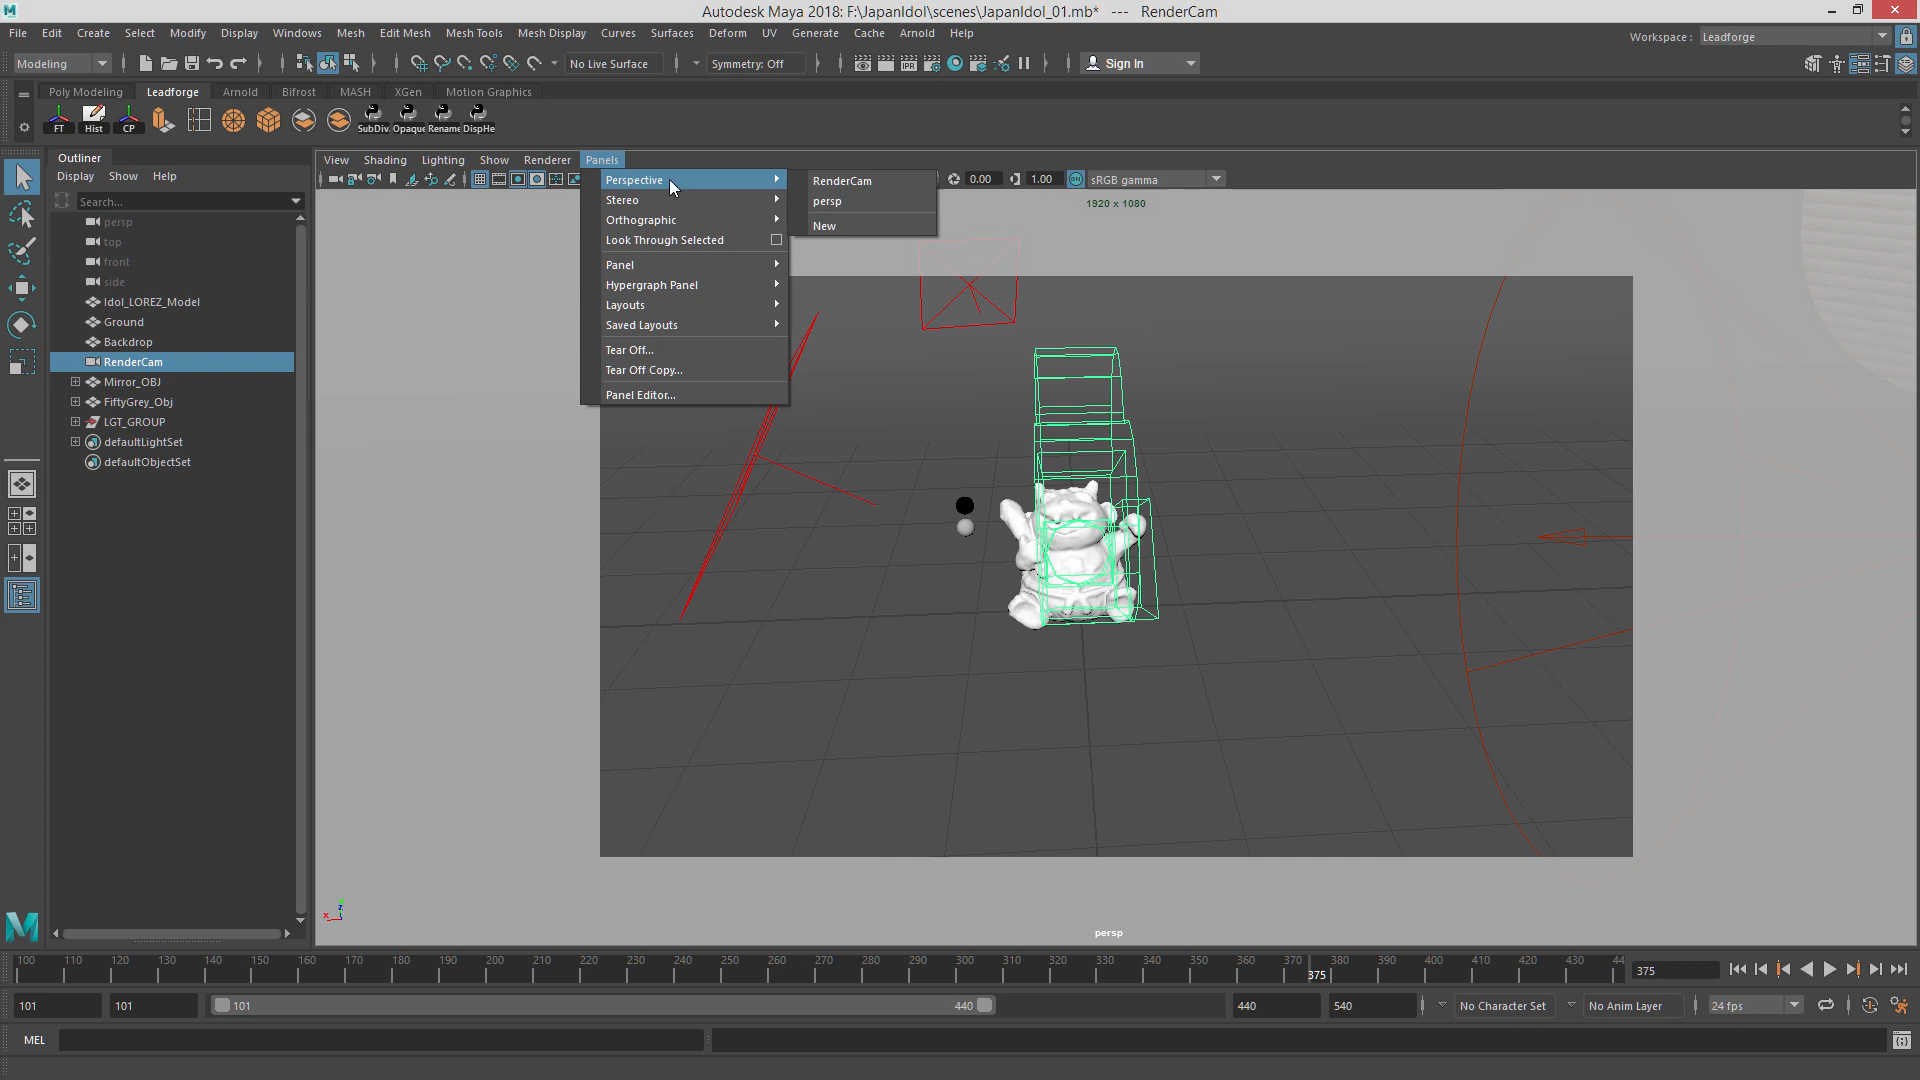 Autodesk Maya 2018: F:\JapanIdol\scenes\JapanIdol_01.mb* --- RenderCam
File Edit Create Select Modify Display Windows Mesh Edit Mesh Mesh Tools Mesh Display Curves Surfaces Deform UV Generate Cache Arnold Help
Workspace : Leadforge
Modeling No Live Surface Symmetry: Off Sign In
Poly Modeling Leadforge Arnold Bifrost MASH XGen Motion Graphics
FT Hist CP SubDiv. Opaque Rename DispHe
Outliner
Display Show Help
Search...
persp
top
front
side
Idol_LOREZ_Model
Ground
Backdrop
RenderCam
Mirror_OBJ
FiftyGrey_Obj
LGT_GROUP
defaultLightSet
defaultObjectSet
View Shading Lighting Show Renderer Panels
0.00 1.00 sRGB gamma
Perspective
Stereo
Orthographic
Look Through Selected
Panel
Hypergraph Panel
Layouts
Saved Layouts
Tear Off...
Tear Off Copy...
Panel Editor...
RenderCam
persp
New
1920 x 1080
persp
100 110 120 130 140 150 160 170 180 190 200 210 220 230 240 250 260 270 280 290 300 310 320 330 340 350 360 370 380 390 400 410 420 430 44
375
375
101 101 101 440 440 540 No Character Set No Anim Layer 24 fps
MEL